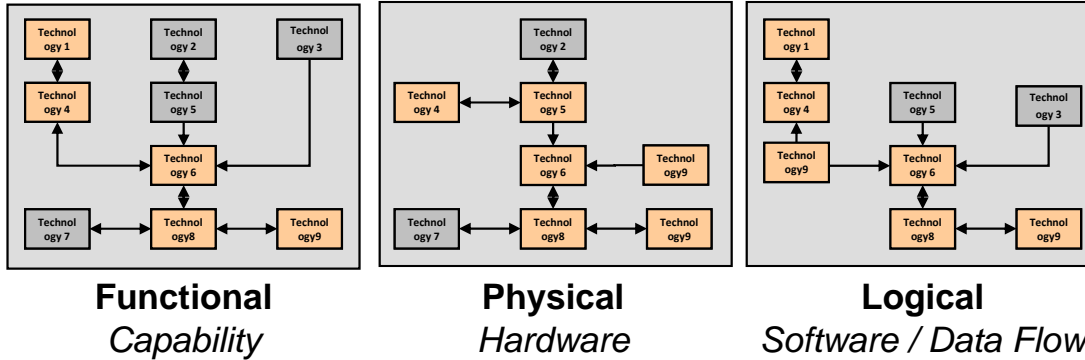 Technol
ogy 1
Technol
ogy 2
Technol
ogy 3
Technol
ogy 4
Technol
ogy 5
Technol
ogy 6
Technol
ogy 7
Technol
ogy8
Technol
ogy9
Functional
Capability
Technol
ogy 2
Technol
ogy 4
Technol
ogy 5
Technol
ogy 6
Technol
ogy9
Technol
ogy 7
Technol
ogy8
Technol
ogy9
Physical
Hardware
Technol
ogy 1
Technol
ogy 4
Technol
ogy 5
Technol
ogy 3
Technol
ogy9
Technol
ogy 6
Technol
ogy8
Technol
ogy9
Logical
Software / Data Flow